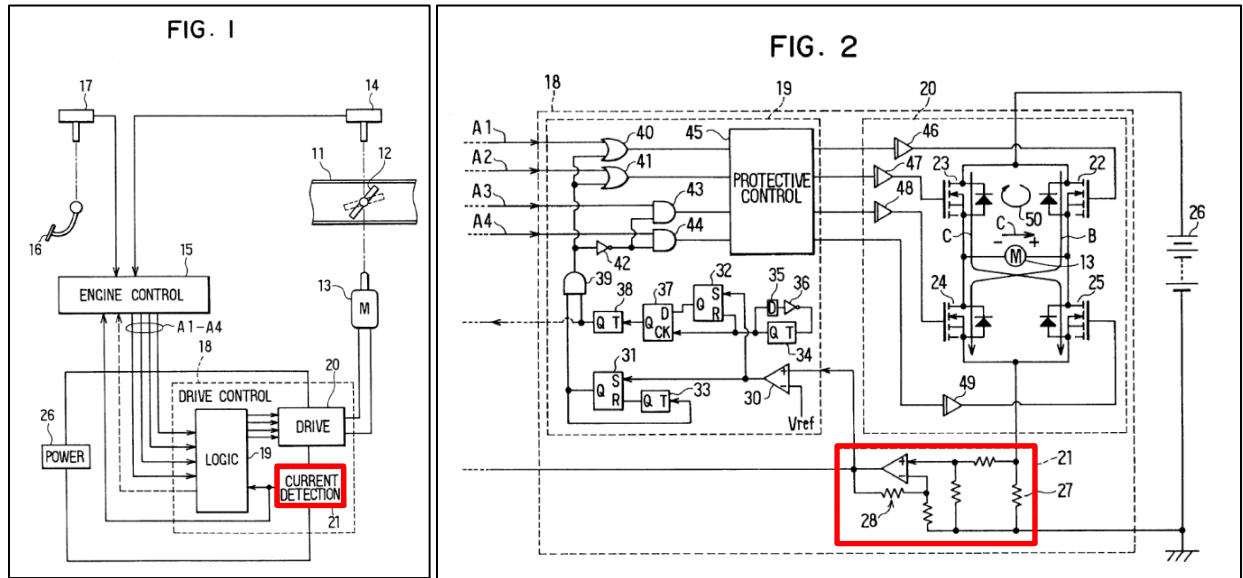 FIG. 1
17
14
11
12
16
15
ENGINE CONTROL
13
M
A1-A4
18
20
DRIVE CONTROL
26
POWER
LOGIC
19
DRIVE
CURRENT
DETECTION
21
FIG. 2
18
19
20
A1
40
45
46
A2
41
47
23
22
A3
43
48
PROTECTIVE
CONTROL
50
A4
44
C
C
B
26
- +
M
13
42
39
38
37
32
35
36
24
25
Q T
D
Q
CK
S
Q
R
D
Q T
34
31
33
S
Q
R
Q T
+
-
30
Vref
49
21
+
-
27
28